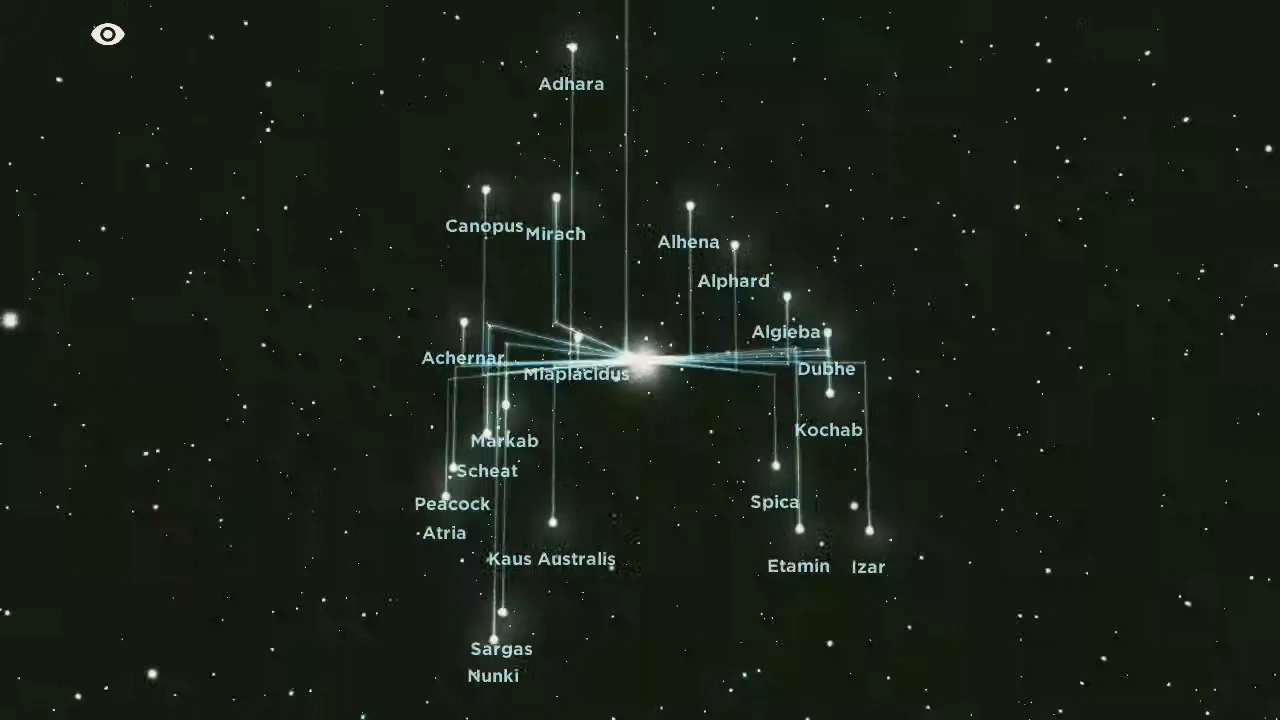 Adhara
Canopus
Mirach
Alhena
Alphard
Algieba
Achernar
Dubhe
Miaplacidus
Kochab
Markab
Scheat
Peacock
Spica
Atria
Kaus Australis
Etamin
Izar
Sargas
Nunki